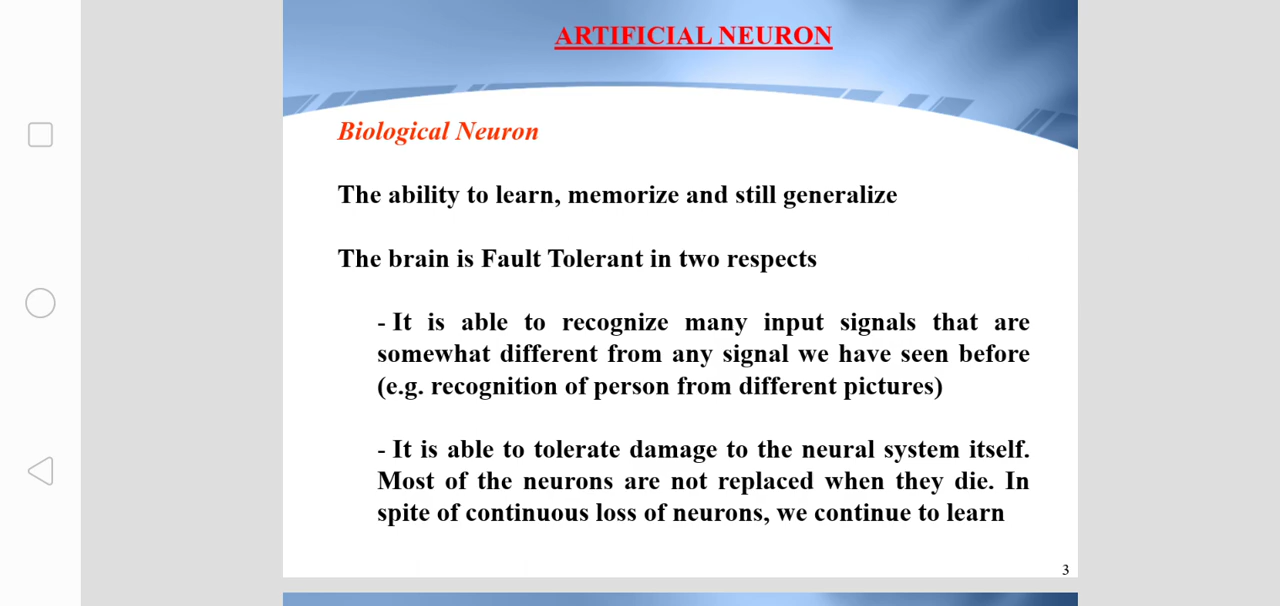 ARTIFICIAL NEURON
Biological Neuron
The ability to learn, memorize and still generalize
The brain is Fault Tolerant in two respects
- It is able to recognize many input signals that are
somewhat different from any signal we have seen before
(e.g. recognition of person from different pictures)
- It is able to tolerate damage to the neural system itself.
Most of the neurons are not replaced when they die. In
spite of continuous loss of neurons, we continue to learn
3